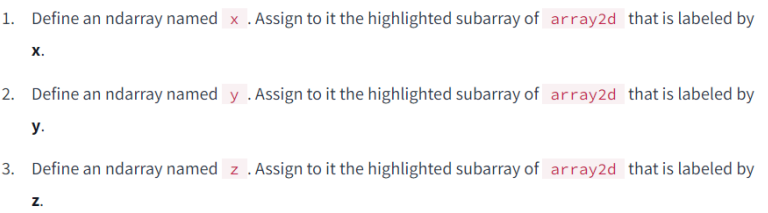 1. Define an ndarray named x . Assign to it the highlighted subarray of array2d that is labeled by
x.
2. Define an ndarray named y . Assign to it the highlighted subarray of array2d that is labeled by
y.
3. Define an ndarray named z . Assign to it the highlighted subarray of array2d that is labeled by
z.